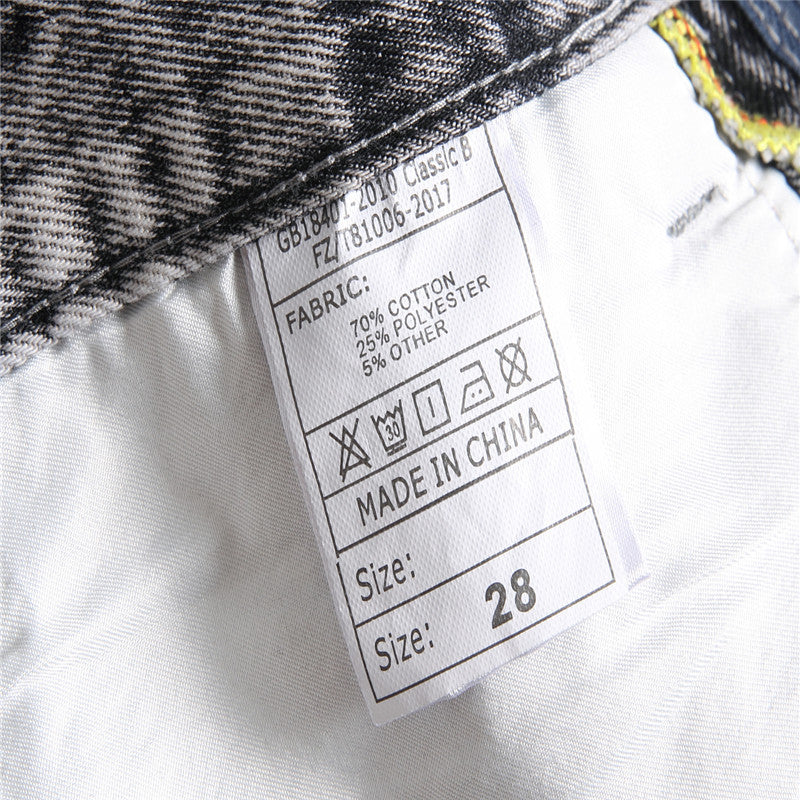 GB18401-2010 Classic B
FZ/T81006-2017
FABRIC:
70% COTTON
25% POLYESTER
5% OTHER
30
MADE IN CHINA
Size:
Size: 28